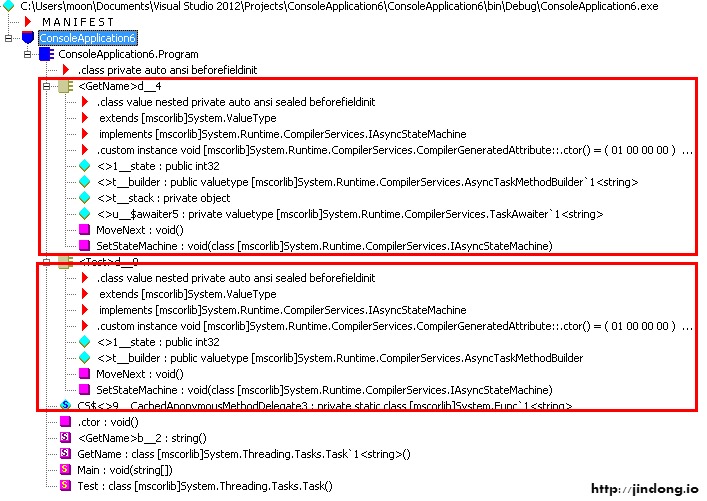 C:\Users\moon\Documents\Visual Studio 2012\Projects\ConsoleApplication6\ConsoleApplication6\bin\Debug\ConsoleApplication6.exe
M A N I F E S T
ConsoleApplication6
ConsoleApplication6.Program
.class private auto ansi beforefieldinit
<GetName>d__4
.class value nested private auto ansi sealed beforefieldinit
extends [mscorlib]System.ValueType
implements [mscorlib]System.Runtime.CompilerServices.IAsyncStateMachine
.custom instance void [mscorlib]System.Runtime.CompilerServices.CompilerGeneratedAttribute::.ctor() = ( 01 00 00 00 ) ...
<>1__state : public int32
<>t__builder : public valuetype [mscorlib]System.Runtime.CompilerServices.AsyncTaskMethodBuilder`1<string>
<>t__stack : private object
<>u__$awaiter5 : private valuetype [mscorlib]System.Runtime.CompilerServices.TaskAwaiter`1<string>
MoveNext : void()
SetStateMachine : void(class [mscorlib]System.Runtime.CompilerServices.IAsyncStateMachine)
<Test>d__0
.class value nested private auto ansi sealed beforefieldinit
extends [mscorlib]System.ValueType
implements [mscorlib]System.Runtime.CompilerServices.IAsyncStateMachine
.custom instance void [mscorlib]System.Runtime.CompilerServices.CompilerGeneratedAttribute::.ctor() = ( 01 00 00 00 ) ...
<>1__state : public int32
<>t__builder : public valuetype [mscorlib]System.Runtime.CompilerServices.AsyncTaskMethodBuilder
MoveNext : void()
SetStateMachine : void(class [mscorlib]System.Runtime.CompilerServices.IAsyncStateMachine)
CS$<>9__CachedAnonymousMethodDelegate3 : private static class [mscorlib]System.Func`1<string>
.ctor : void()
<GetName>b__2 : string()
GetName : class [mscorlib]System.Threading.Tasks.Task`1<string>()
Main : void(string[])
Test : class [mscorlib]System.Threading.Tasks.Task()
http://jindong.io